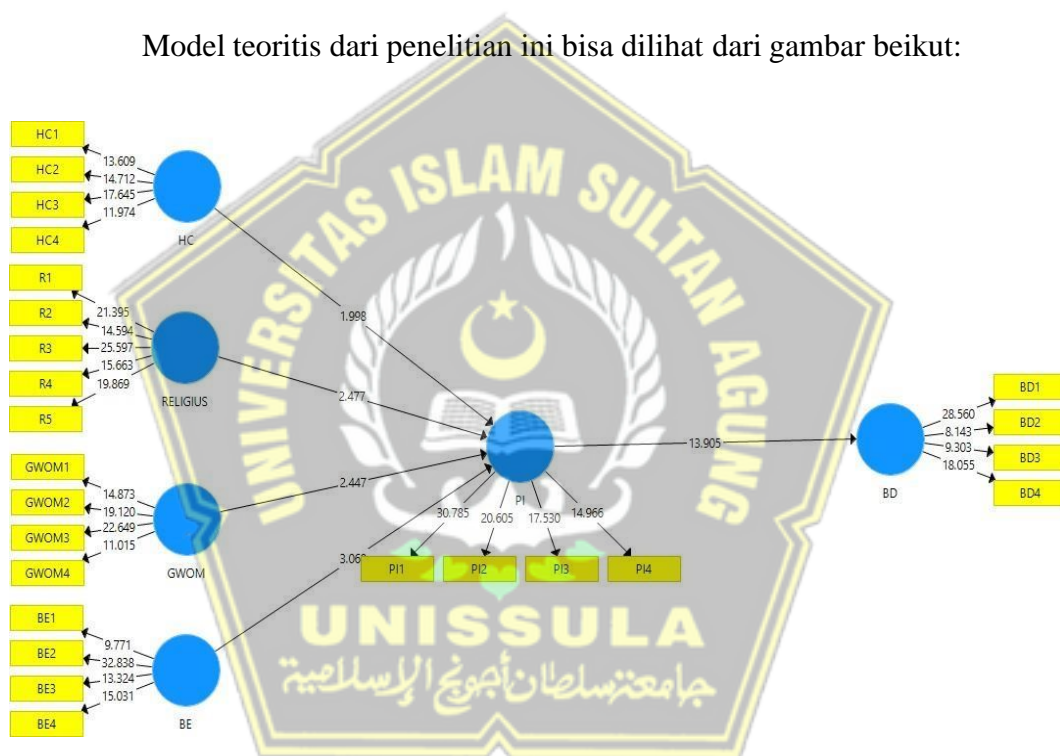 Model teoritis dari penelitian ini bisa dilihat dari gambar beikut:
HC1
HC2
HC3
HC4
13.609
14.712
17.645
11.974
HC
R1
R2
R3
R4
R5
21.395
14.594
25.597
15.663
19.869
RELIGIUS
GWOM1
GWOM2
GWOM3
GWOM4
14.873
19.120
22.649
11.015
GWOM
BE1
BE2
BE3
BE4
9.771
32.838
13.324
15.031
BE
1.998
2.477
2.447
PI
30.785
20.605
17.530
14.966
PI1
PI2
PI3
PI4
13.905
BD
28.560
8.143
9.303
18.055
BD1
BD2
BD3
BD4
UNIVERSITAS ISLAM SULTAN AGUNG
UNISSULA
جامعتنسلطان أجونج الإسلامية